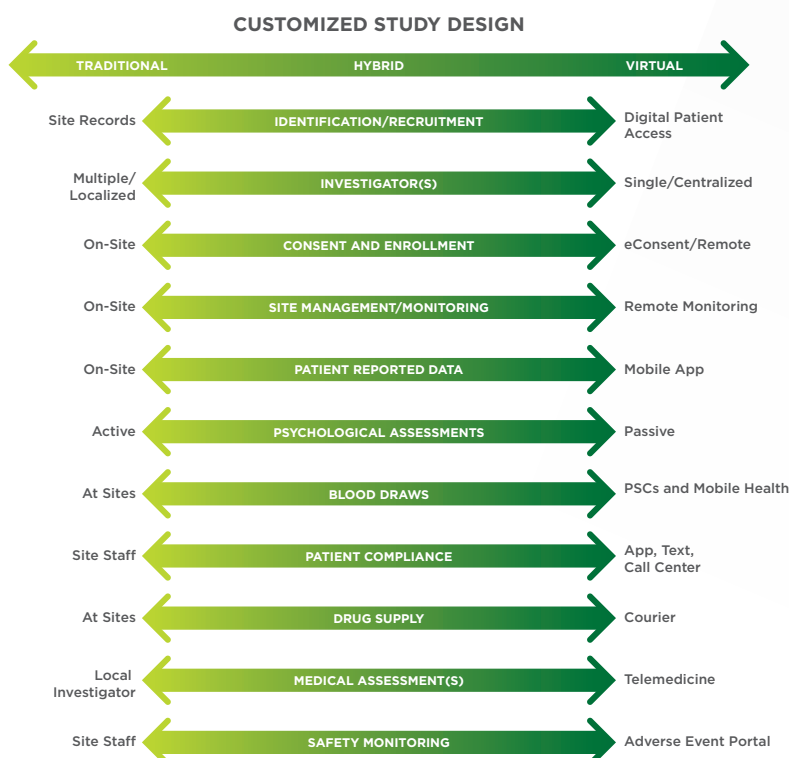 CUSTOMIZED STUDY DESIGN
TRADITIONAL HYBRID VIRTUAL
Site Records IDENTIFICATION/RECRUITMENT Digital Patient
Access
Multiple/
Localized INVESTIGATOR(S) Single/Centralized
On-Site CONSENT AND ENROLLMENT eConsent/Remote
On-Site SITE MANAGEMENT/MONITORING Remote Monitoring
On-Site PATIENT REPORTED DATA Mobile App
Active PSYCHOLOGICAL ASSESSMENTS Passive
At Sites BLOOD DRAWS PSCs and Mobile Health
Site Staff PATIENT COMPLIANCE App, Text,
Call Center
At Sites DRUG SUPPLY Courier
Local
Investigator MEDICAL ASSESSMENT(S) Telemedicine
Site Staff SAFETY MONITORING Adverse Event Portal